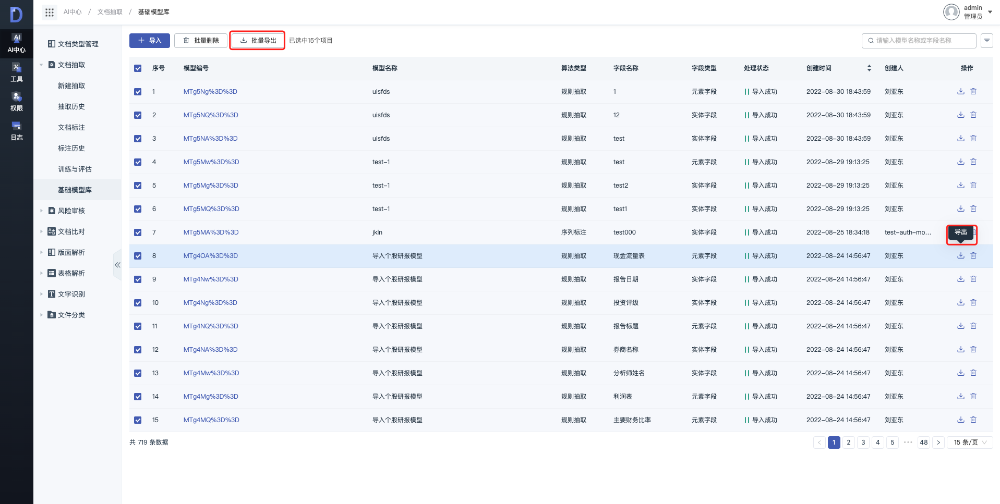 AI中心 / 文档抽取 / 基础模型库
admin
管理员
AI
AI中心
工具
权限
日志
文档类型管理
文档抽取
新建抽取
抽取历史
文档标注
标注历史
训练与评估
基础模型库
风险审核
文档比对
版面解析
表格解析
文字识别
文件分类
导入 批量删除 批量导出 已选中15个项目
请输入模型名称或字段名称
序号 模型编号 模型名称 算法类型 字段名称 字段类型 处理状态 创建时间 创建人 操作
1 MTg5Ng%3D%3D uisfds 规则抽取 1 元素字段 导入成功 2022-08-30 18:43:59 刘亚东
2 MTg5NQ%3D%3D uisfds 规则抽取 12 实体字段 导入成功 2022-08-30 18:43:59 刘亚东
3 MTg5NA%3D%3D uisfds 规则抽取 test 实体字段 导入成功 2022-08-30 18:43:59 刘亚东
4 MTg5Mw%3D%3D test-1 规则抽取 test 元素字段 导入成功 2022-08-29 19:13:25 刘亚东
5 MTg5Mg%3D%3D test-1 规则抽取 test2 实体字段 导入成功 2022-08-29 19:13:25 刘亚东
6 MTg5MQ%3D%3D test-1 规则抽取 test1 实体字段 导入成功 2022-08-29 19:13:25 刘亚东
7 MTg5MA%3D%3D jkln 序列标注 test000 实体字段 导入成功 2022-08-25 18:34:18 test-auth-mo... 导出
8 MTg4OA%3D%3D 导入个股研报模型 规则抽取 现金流量表 元素字段 导入成功 2022-08-24 14:56:47 刘亚东
9 MTg4Nw%3D%3D 导入个股研报模型 规则抽取 报告日期 实体字段 导入成功 2022-08-24 14:56:47 刘亚东
10 MTg4Ng%3D%3D 导入个股研报模型 规则抽取 投资评级 实体字段 导入成功 2022-08-24 14:56:47 刘亚东
11 MTg4NQ%3D%3D 导入个股研报模型 规则抽取 报告标题 元素字段 导入成功 2022-08-24 14:56:47 刘亚东
12 MTg4NA%3D%3D 导入个股研报模型 规则抽取 券商名称 实体字段 导入成功 2022-08-24 14:56:47 刘亚东
13 MTg4Mw%3D%3D 导入个股研报模型 规则抽取 分析师姓名 实体字段 导入成功 2022-08-24 14:56:47 刘亚东
14 MTg4Mg%3D%3D 导入个股研报模型 规则抽取 利润表 元素字段 导入成功 2022-08-24 14:56:47 刘亚东
15 MTg4MQ%3D%3D 导入个股研报模型 规则抽取 主要财务比率 元素字段 导入成功 2022-08-24 14:56:47 刘亚东
共 719 条数据
< 1 2 3 4 5 ••• 48 > 15 条/页